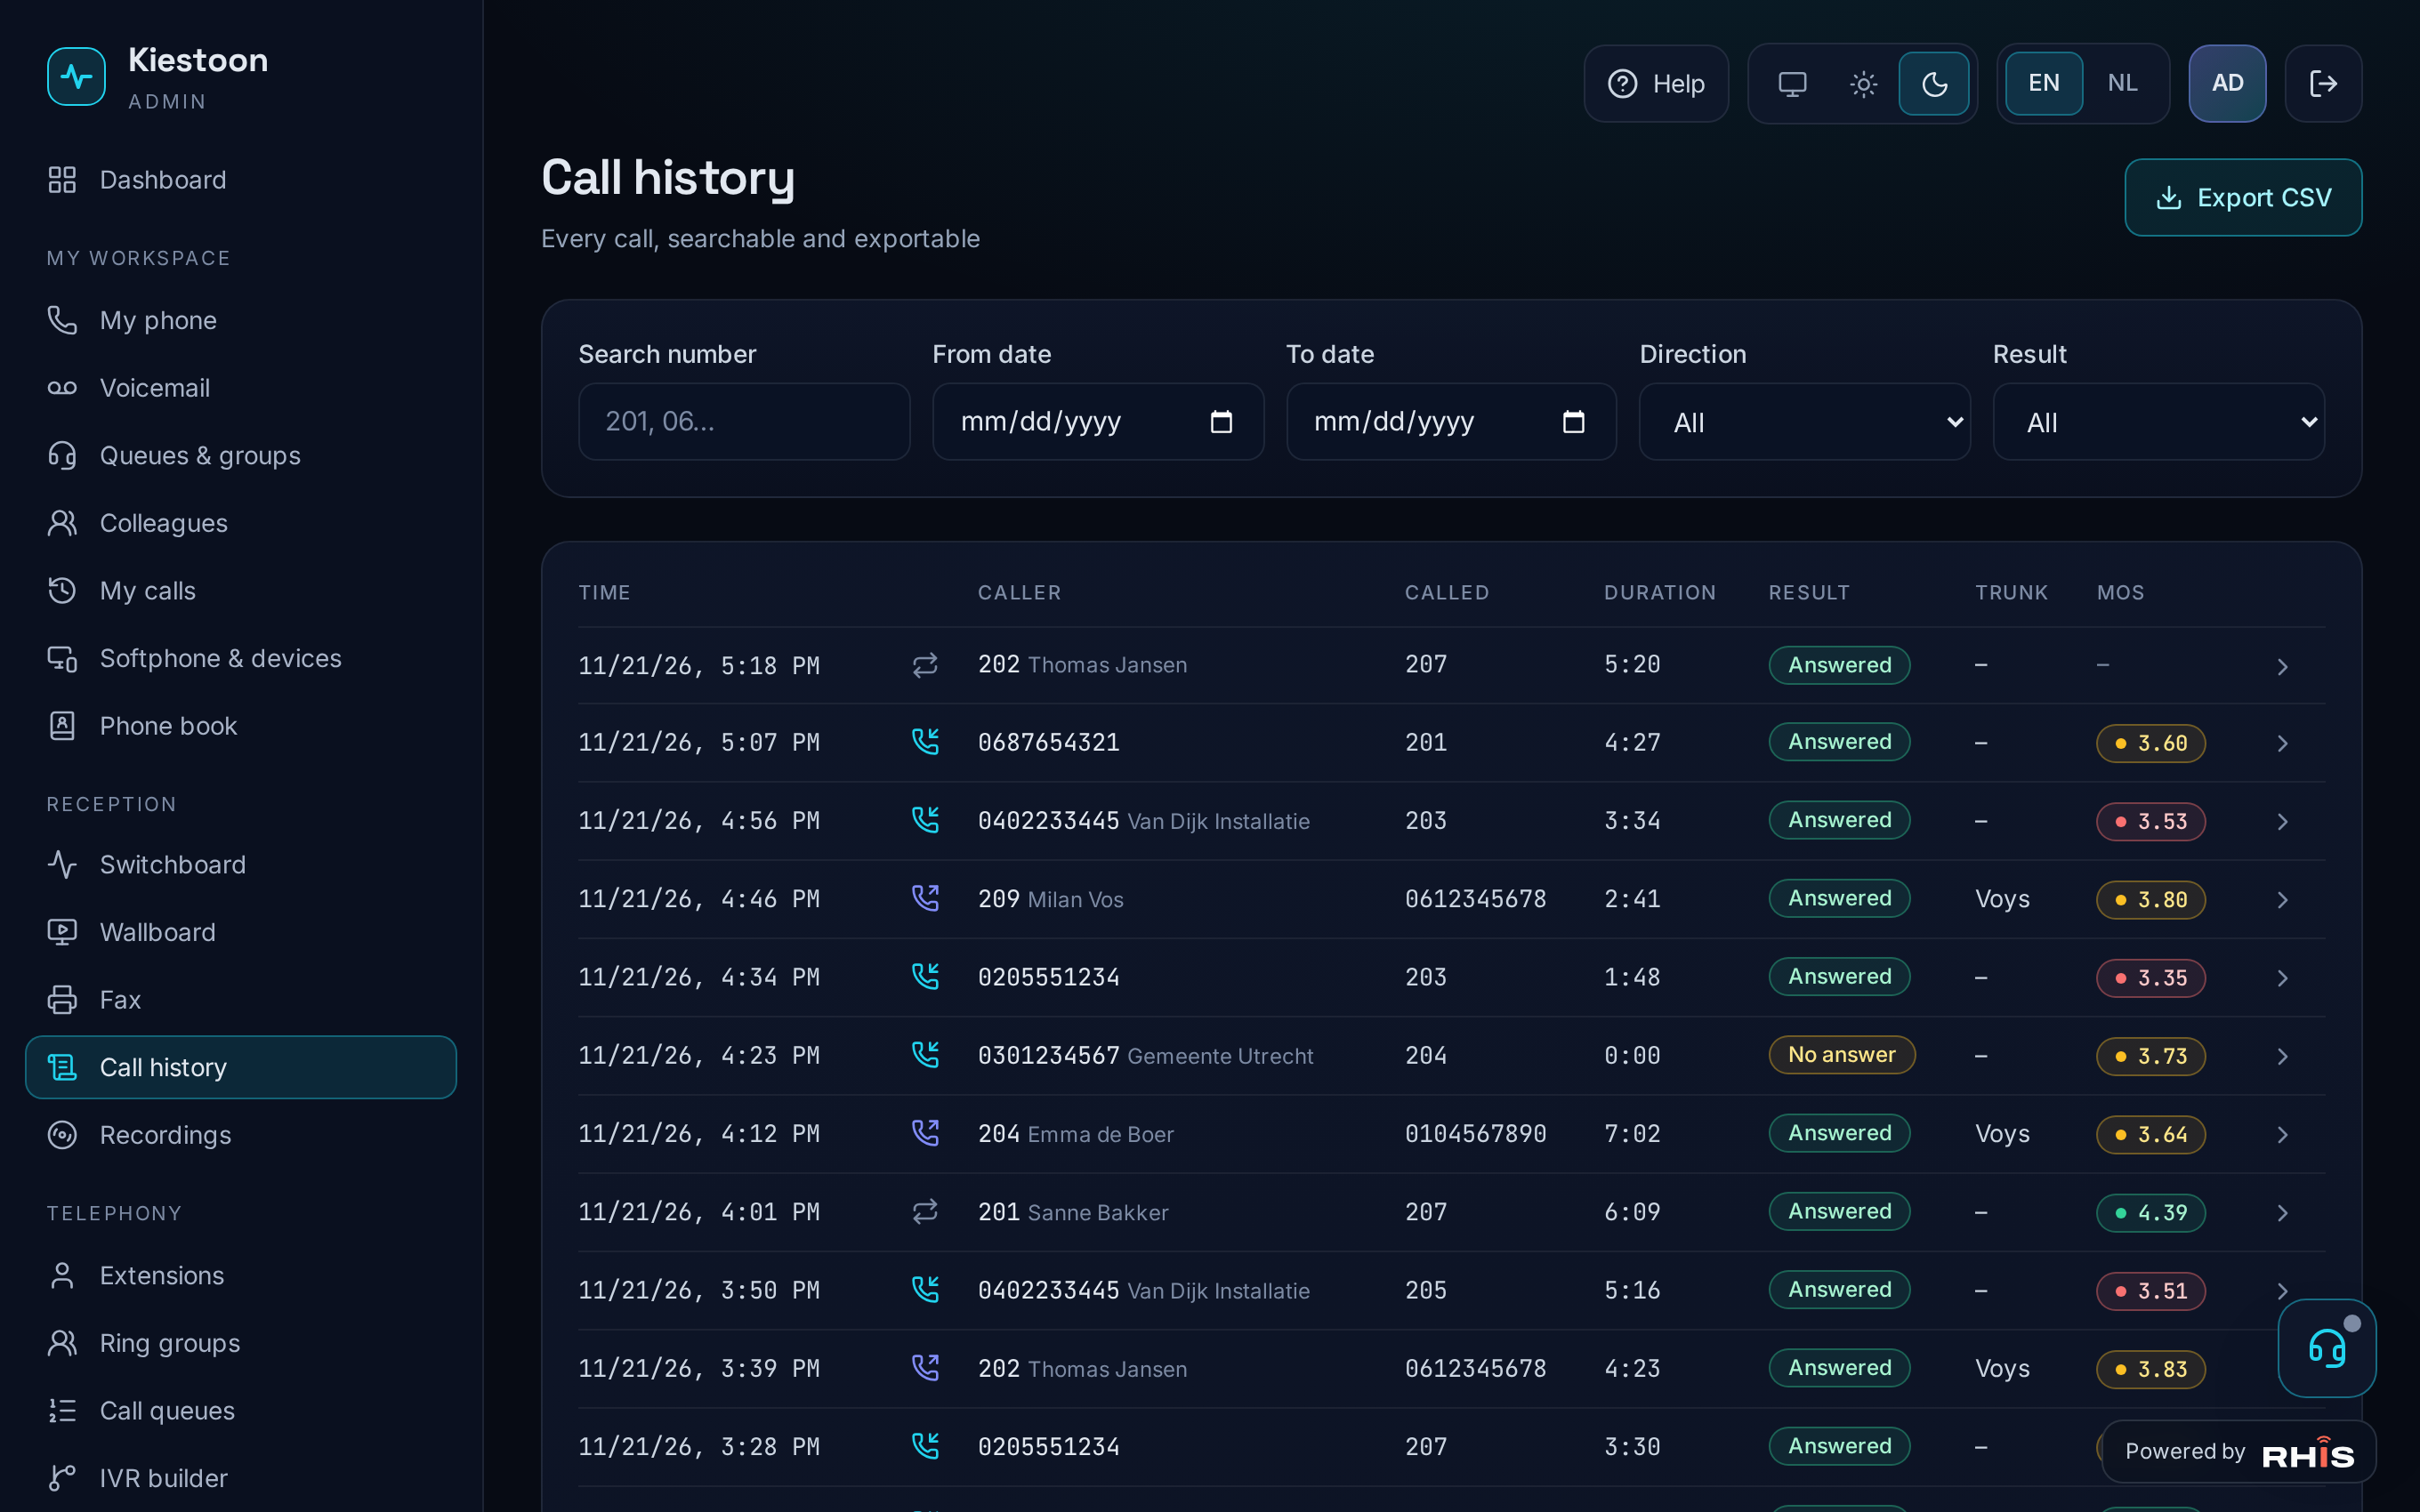 Kiestoon
ADMIN
Dashboard
MY WORKSPACE
My phone
Voicemail
Queues & groups
Colleagues
My calls
Softphone & devices
Phone book
RECEPTION
Switchboard
Wallboard
Fax
Call history
Recordings
TELEPHONY
Extensions
Ring groups
Call queues
IVR builder
Help
EN NL
AD
Call history
Every call, searchable and exportable
Export CSV
Search number From date To date Direction Result
201, 06... mm/dd/yyyy mm/dd/yyyy All All
TIME CALLER CALLED DURATION RESULT TRUNK MOS
11/21/26, 5:18 PM 202 Thomas Jansen 207 5:20 Answered – –
11/21/26, 5:07 PM 0687654321 201 4:27 Answered – 3.60
11/21/26, 4:56 PM 0402233445 Van Dijk Installatie 203 3:34 Answered – 3.53
11/21/26, 4:46 PM 209 Milan Vos 0612345678 2:41 Answered Voys 3.80
11/21/26, 4:34 PM 0205551234 203 1:48 Answered – 3.35
11/21/26, 4:23 PM 0301234567 Gemeente Utrecht 204 0:00 No answer – 3.73
11/21/26, 4:12 PM 204 Emma de Boer 0104567890 7:02 Answered Voys 3.64
11/21/26, 4:01 PM 201 Sanne Bakker 207 6:09 Answered – 4.39
11/21/26, 3:50 PM 0402233445 Van Dijk Installatie 205 5:16 Answered – 3.51
11/21/26, 3:39 PM 202 Thomas Jansen 0612345678 4:23 Answered Voys 3.83
11/21/26, 3:28 PM 0205551234 207 3:30 Answered –
Powered by RHIS